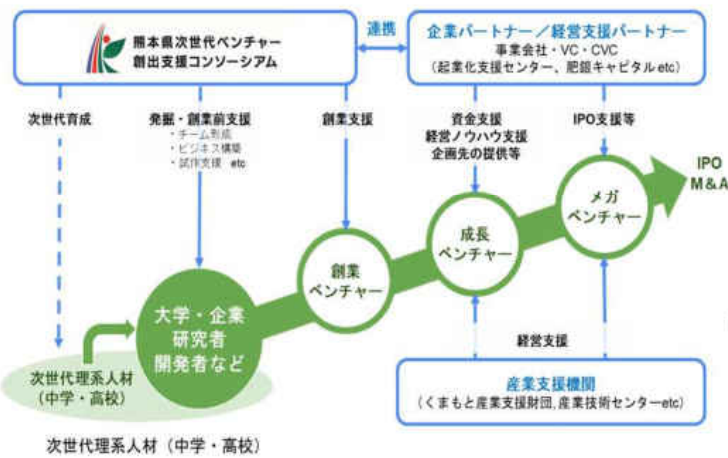 熊本県次世代ベンチャー
創出支援コンソーシアム
連携
企業パートナー／経営支援パートナー
事業会社・VC・CVC
（起業化支援センター、肥銀キャピタル etc）
次世代育成
発掘・創業前支援
・チーム形成
・ビジネス構築
・試作支援 etc
創業支援
資金支援
経営ノウハウ支援
企画先の提供等
IPO支援等
IPO
M＆A
メガ
ベンチャー
成長
ベンチャー
創業
ベンチャー
大学・企業
研究者
開発者など
次世代理系人材
（中学・高校）
経営支援
産業支援機関
（くまもと産業支援財団,産業技術センターetc）
次世代理系人材（中学・高校）